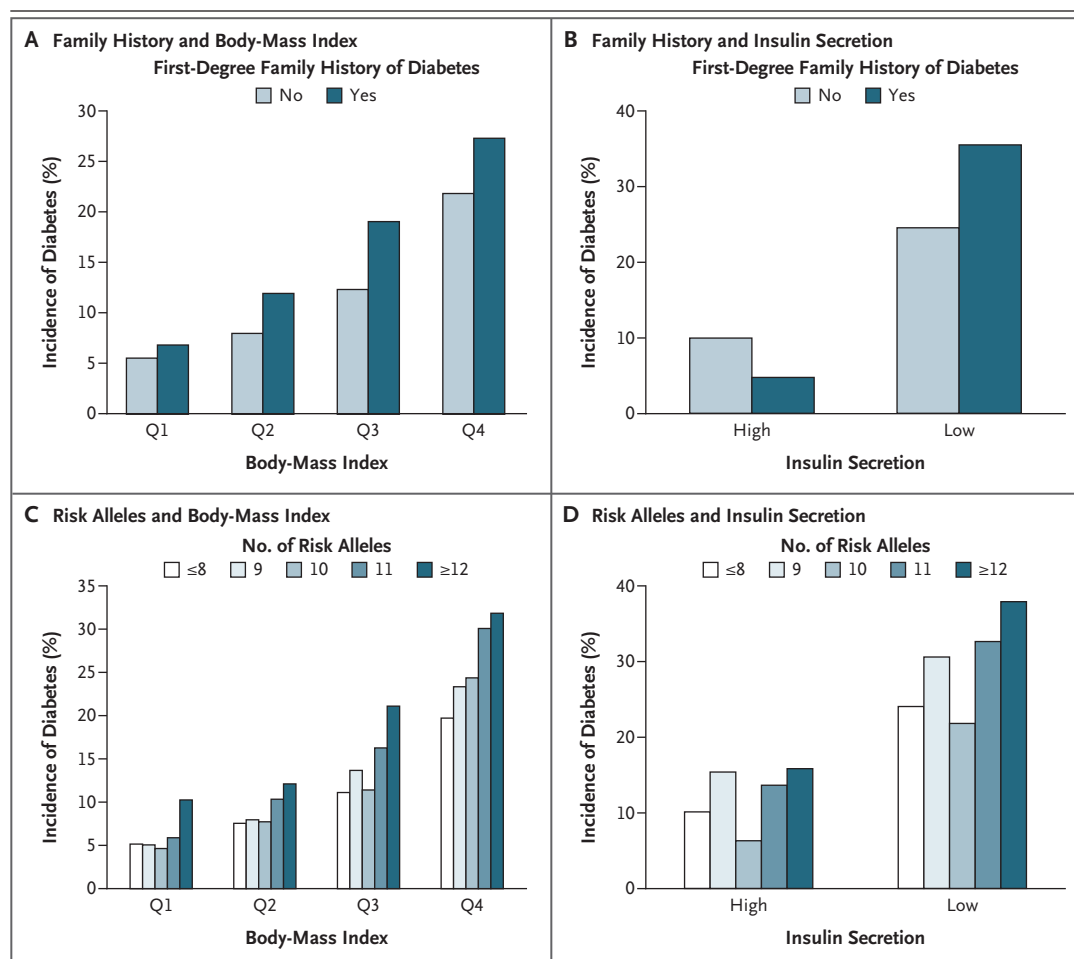 A Family History and Body-Mass Index
First-Degree Family History of Diabetes
No Yes
Incidence of Diabetes (%)
30
25
20
15
10
5
0
Q1 Q2 Q3 Q4
Body-Mass Index
B Family History and Insulin Secretion
First-Degree Family History of Diabetes
No Yes
Incidence of Diabetes (%)
40
30
20
10
0
High Low
Insulin Secretion
C Risk Alleles and Body-Mass Index
No. of Risk Alleles
≤8 9 10 11 ≥12
Incidence of Diabetes (%)
35
30
25
20
15
10
5
0
Q1 Q2 Q3 Q4
Body-Mass Index
D Risk Alleles and Insulin Secretion
No. of Risk Alleles
≤8 9 10 11 ≥12
Incidence of Diabetes (%)
40
30
20
10
0
High Low
Insulin Secretion